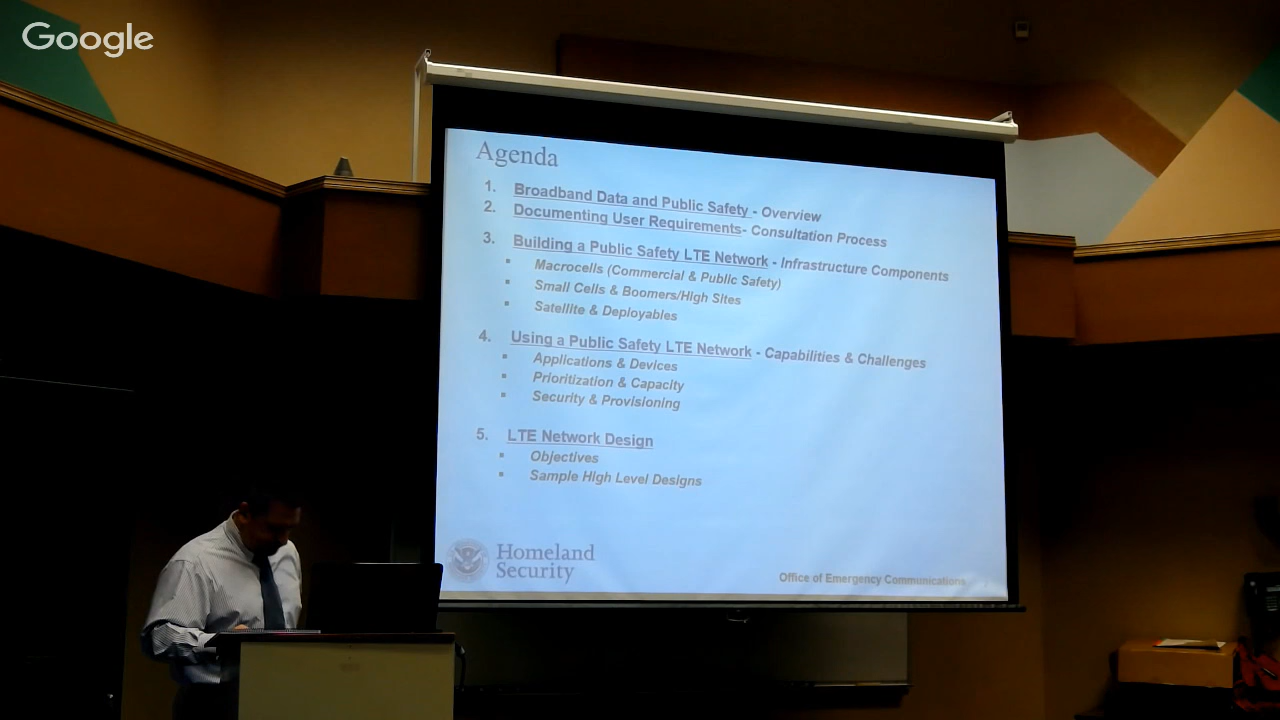 Google
Agenda
1. Broadband Data and Public Safety - Overview
2. Documenting User Requirements- Consultation Process
3. Building a Public Safety LTE Network - Infrastructure Components
▪ Macrocells (Commercial & Public Safety)
▪ Small Cells & Boomers/High Sites
▪ Satellite & Deployables
4. Using a Public Safety LTE Network - Capabilities & Challenges
▪ Applications & Devices
▪ Prioritization & Capacity
▪ Security & Provisioning
5. LTE Network Design
▪ Objectives
▪ Sample High Level Designs
Homeland
Security
Office of Emergency Communications